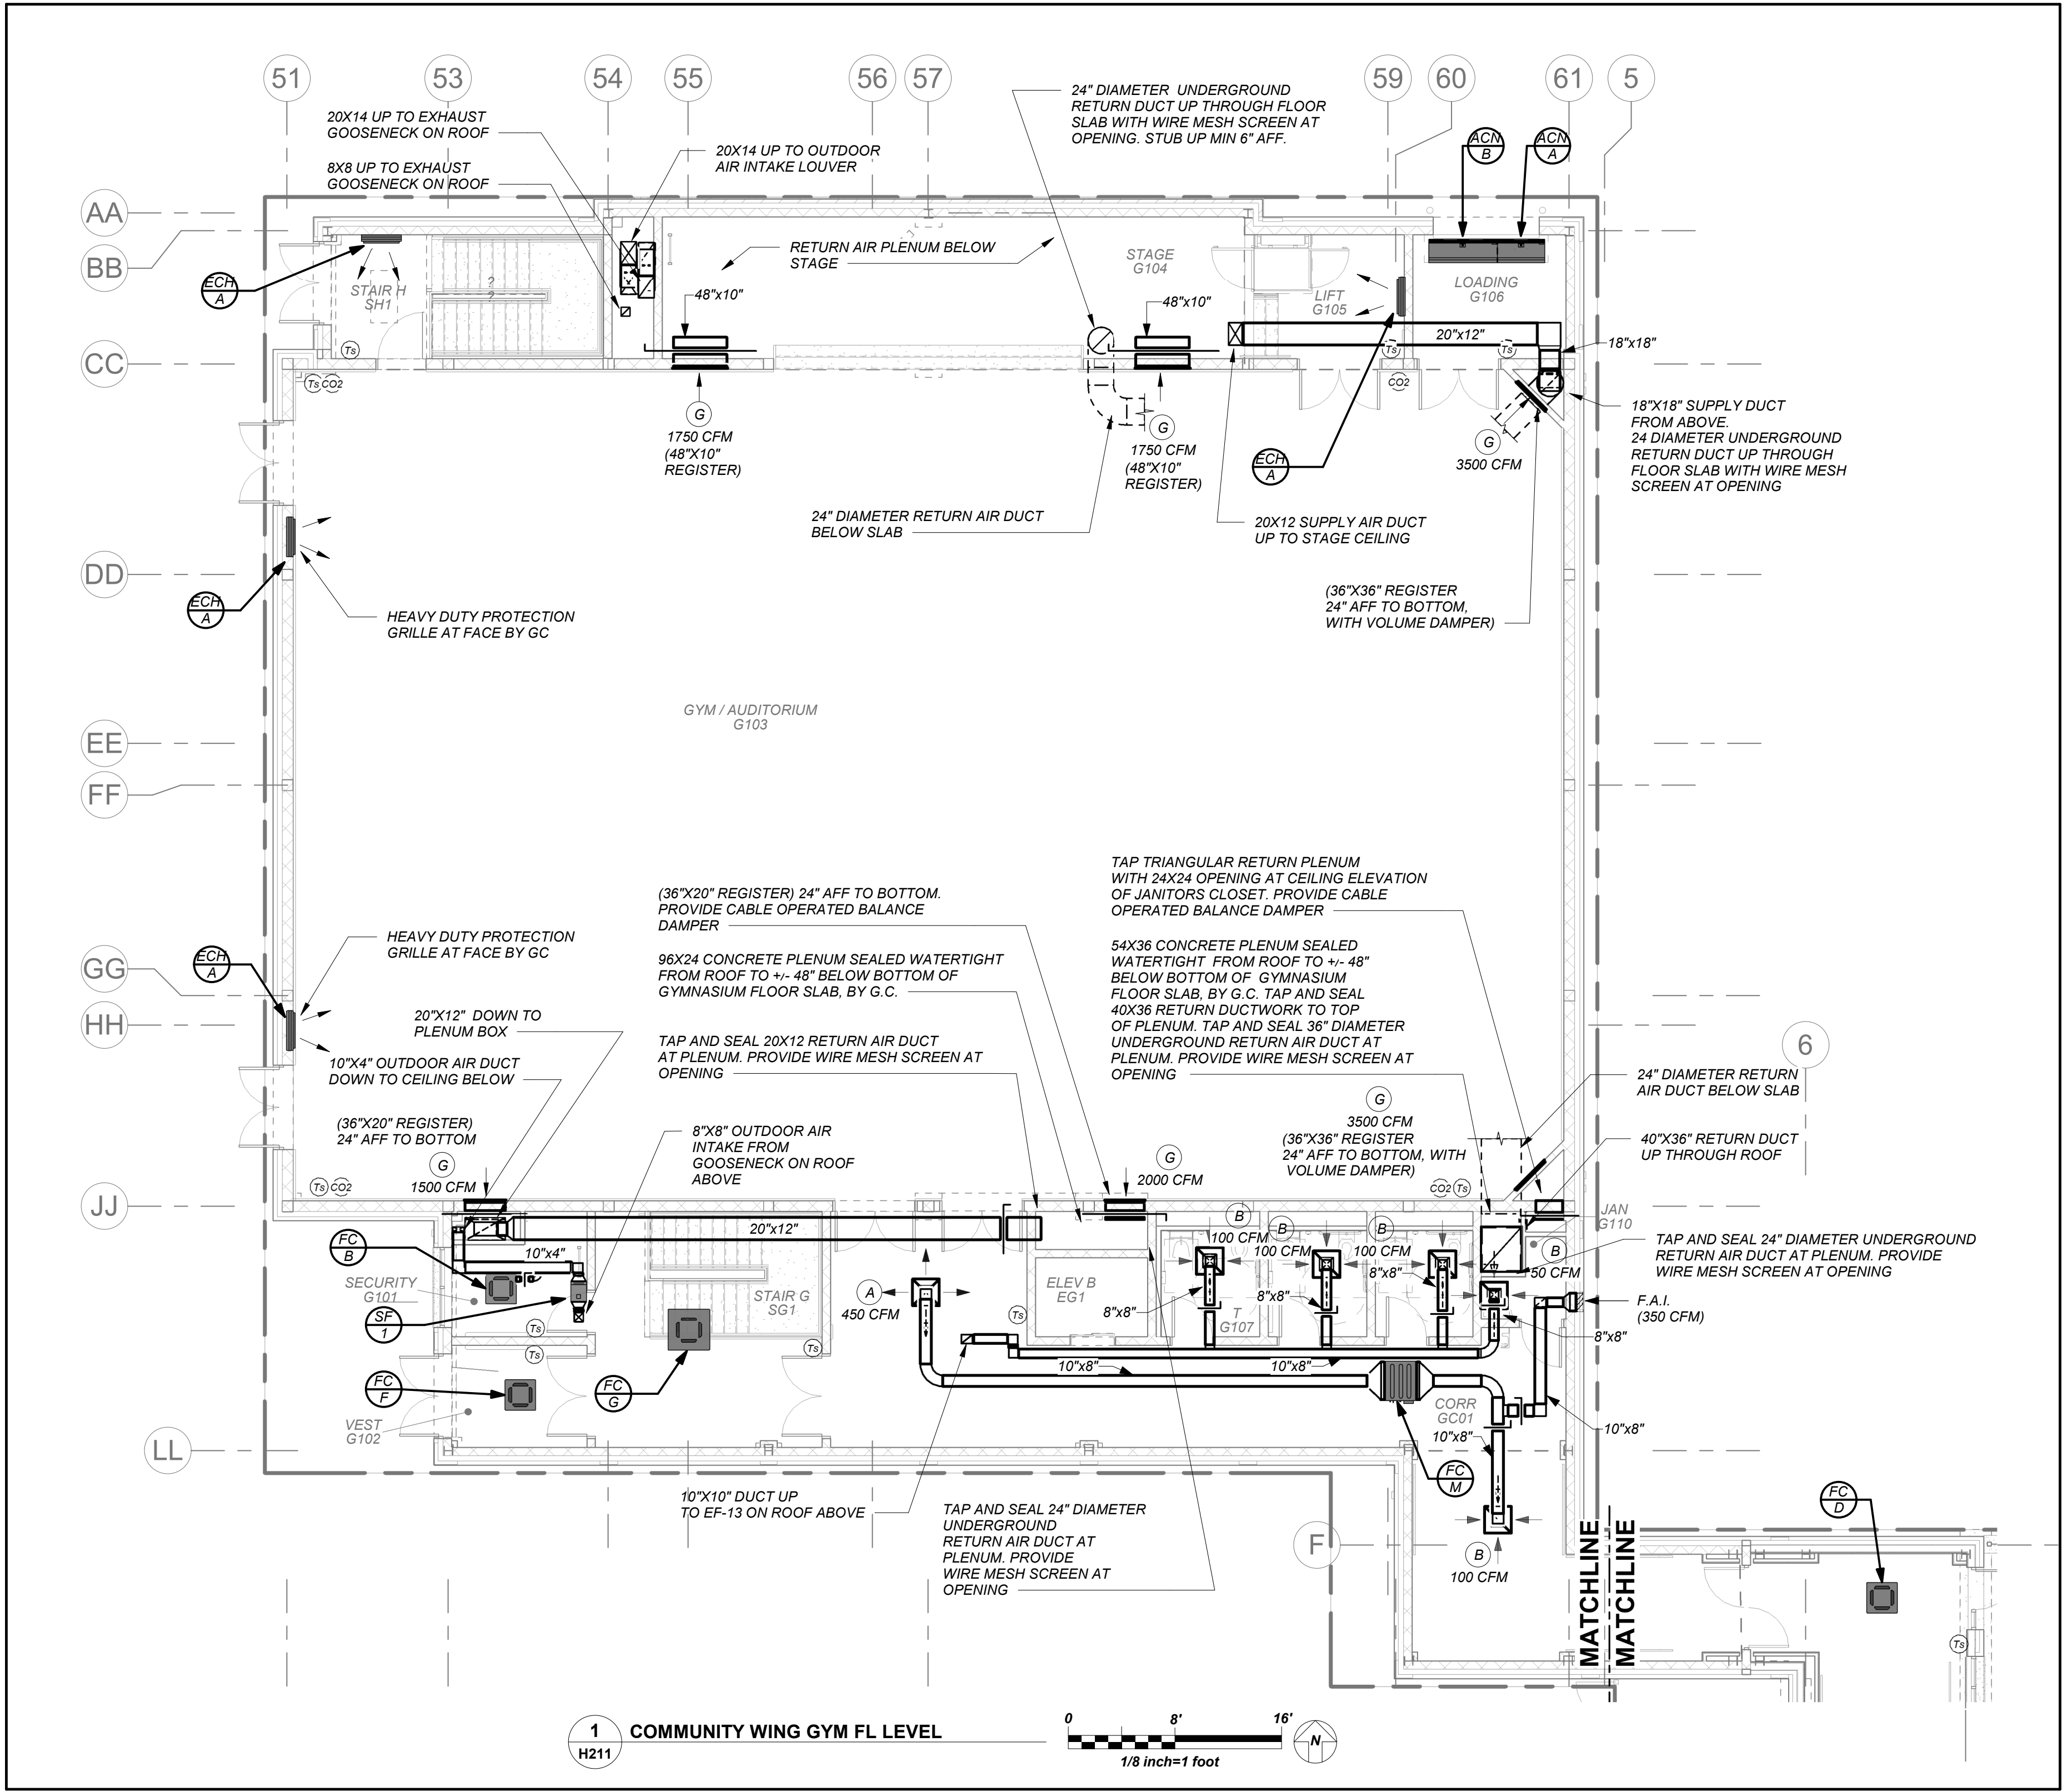 51
53
54
55
56
57
59
60
61
5
20X14 UP TO EXHAUST
GOOSENECK ON ROOF
8X8 UP TO EXHAUST
GOOSENECK ON ROOF
20X14 UP TO OUTDOOR
AIR INTAKE LOUVER
24" DIAMETER UNDERGROUND
RETURN DUCT UP THROUGH FLOOR
SLAB WITH WIRE MESH SCREEN AT
OPENING. STUB UP MIN 6" AFF.
ACN
B
ACN
A
AA
BB
CC
DD
EE
FF
GG
HH
JJ
LL
ECH
A
STAIR H
SH1
?
?
RETURN AIR PLENUM BELOW
STAGE
STAGE
G104
LIFT
G105
LOADING
G106
48"x10"
48"x10"
20"x12"
18"x18"
Ts
Ts
CO2
Ts
Ts
CO2
G
1750 CFM
(48"X10"
REGISTER)
G
1750 CFM
(48"X10"
REGISTER)
ECH
A
G
3500 CFM
18"X18" SUPPLY DUCT
FROM ABOVE.
24 DIAMETER UNDERGROUND
RETURN DUCT UP THROUGH
FLOOR SLAB WITH WIRE MESH
SCREEN AT OPENING
24" DIAMETER RETURN AIR DUCT
BELOW SLAB
20X12 SUPPLY AIR DUCT
UP TO STAGE CEILING
ECH
A
HEAVY DUTY PROTECTION
GRILLE AT FACE BY GC
(36"X36" REGISTER
24" AFF TO BOTTOM,
WITH VOLUME DAMPER)
GYM / AUDITORIUM
G103
(36"X20" REGISTER) 24" AFF TO BOTTOM.
PROVIDE CABLE OPERATED BALANCE
DAMPER
TAP TRIANGULAR RETURN PLENUM
WITH 24X24 OPENING AT CEILING ELEVATION
OF JANITORS CLOSET. PROVIDE CABLE
OPERATED BALANCE DAMPER
ECH
A
HEAVY DUTY PROTECTION
GRILLE AT FACE BY GC
96X24 CONCRETE PLENUM SEALED WATERTIGHT
FROM ROOF TO +/- 48" BELOW BOTTOM OF
GYMNASIUM FLOOR SLAB, BY G.C.
54X36 CONCRETE PLENUM SEALED
WATERTIGHT  FROM ROOF TO +/- 48"
BELOW BOTTOM OF  GYMNASIUM
FLOOR SLAB, BY G.C. TAP AND SEAL
40X36 RETURN DUCTWORK TO TOP
OF PLENUM. TAP AND SEAL 36" DIAMETER
UNDERGROUND RETURN AIR DUCT AT
PLENUM. PROVIDE WIRE MESH SCREEN AT
OPENING
20"X12"  DOWN TO
PLENUM BOX
10"X4" OUTDOOR AIR DUCT
DOWN TO CEILING BELOW
TAP AND SEAL 20X12 RETURN AIR DUCT
AT PLENUM. PROVIDE WIRE MESH SCREEN AT
OPENING
6
24" DIAMETER RETURN
AIR DUCT BELOW SLAB
(36"X20" REGISTER)
24" AFF TO BOTTOM
G
1500 CFM
8"X8" OUTDOOR AIR
INTAKE FROM
GOOSENECK ON ROOF
ABOVE
G
3500 CFM
(36"X36" REGISTER
24" AFF TO BOTTOM, WITH
VOLUME DAMPER)
40"X36" RETURN DUCT
UP THROUGH ROOF
G
2000 CFM
Ts
CO2
CO2
Ts
JAN
G110
B
100 CFM
B
100 CFM
B
100 CFM
B
50 CFM
TAP AND SEAL 24" DIAMETER UNDERGROUND
RETURN AIR DUCT AT PLENUM. PROVIDE
WIRE MESH SCREEN AT OPENING
20"x12"
FC
B
10"x4"
SECURITY
G101
SF
1
STAIR G
SG1
A
450 CFM
ELEV B
EG1
Ts
8"x8"
8"x8"
8"x8"
T
G107
F.A.I.
(350 CFM)
8"x8"
Ts
Ts
Ts
FC
F
FC
G
VEST
G102
10"x8"
10"x8"
CORR
GC01
10"x8"
10"x8"
FC
M
10"X10" DUCT UP
TO EF-13 ON ROOF ABOVE
TAP AND SEAL 24" DIAMETER
UNDERGROUND
RETURN AIR DUCT AT
PLENUM. PROVIDE
WIRE MESH SCREEN AT
OPENING
F
B
100 CFM
MATCHLINE
MATCHLINE
FC
D
Ts
1
H211
COMMUNITY WING GYM FL LEVEL
0
8'
16'
1/8 inch=1 foot
N